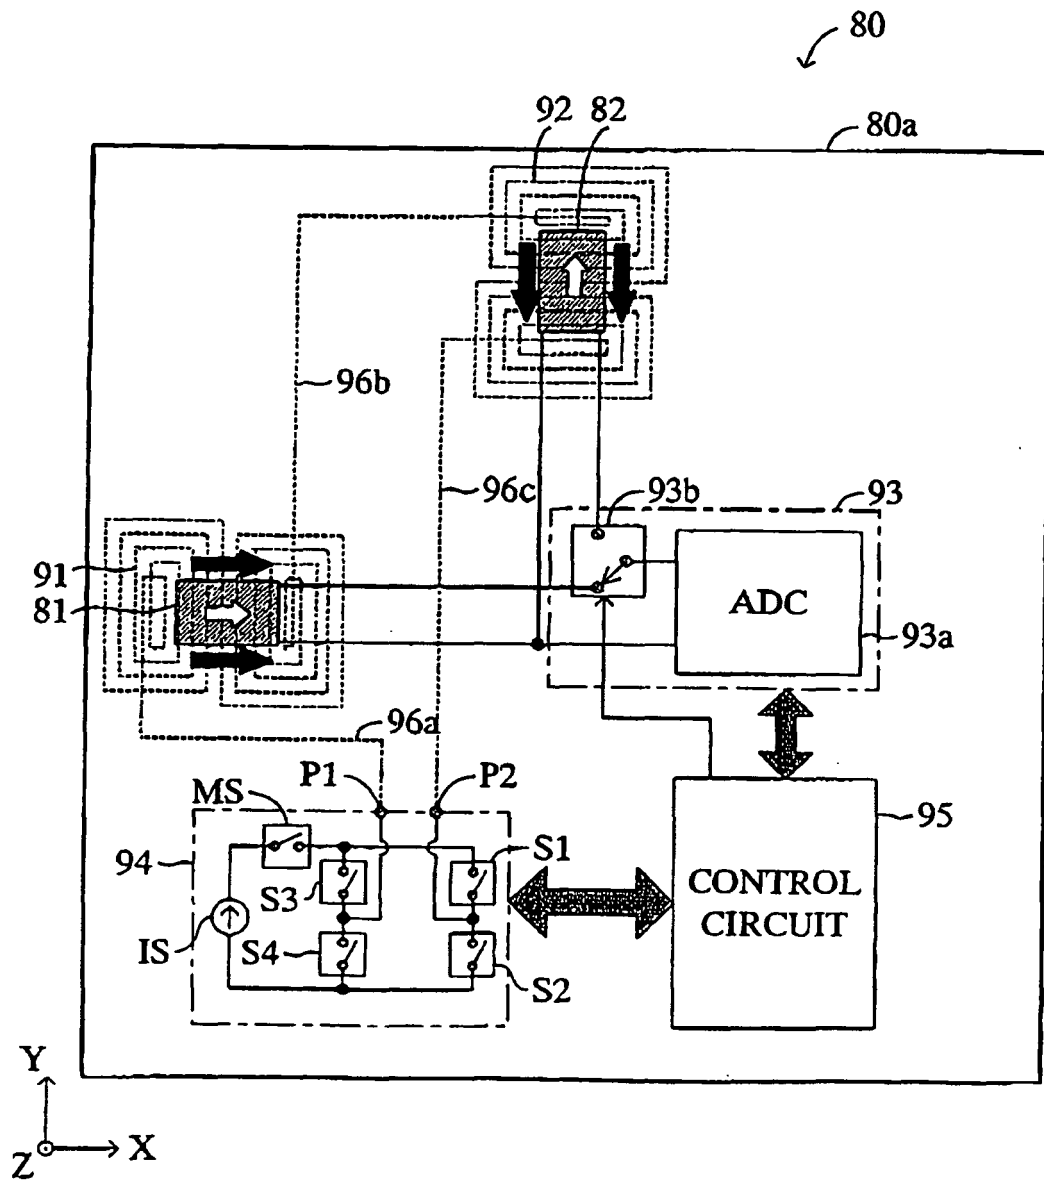 80
92 82
80a
96b
96c
93b
93
91
81
ADC
93a
96a
P1 P2
MS
95
94
S1
S3
CONTROL
CIRCUIT
IS
S4
S2
Y
X
Z